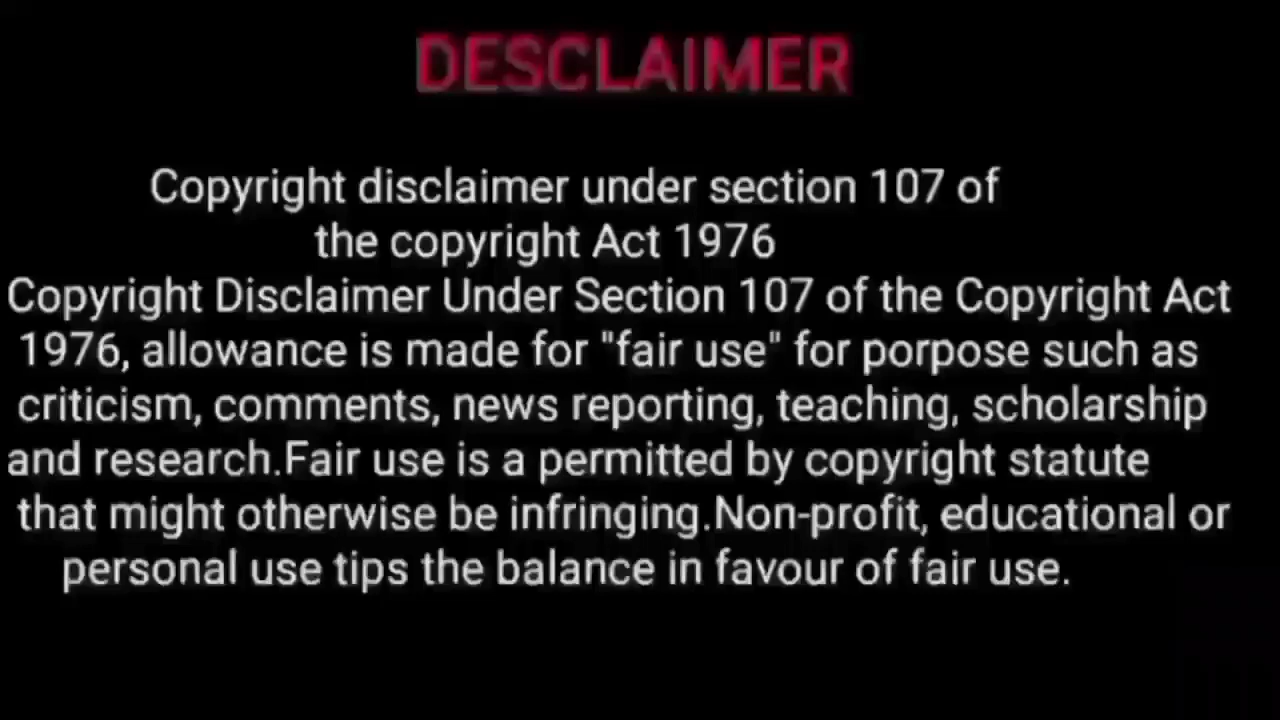 DESCLAIMER
Copyright disclaimer under section 107 of
the copyright Act 1976
Copyright Disclaimer Under Section 107 of the Copyright Act
1976, allowance is made for "fair use" for porpose such as
criticism, comments, news reporting, teaching, scholarship
and research.Fair use is a permitted by copyright statute
that might otherwise be infringing.Non-profit, educational or
personal use tips the balance in favour of fair use.